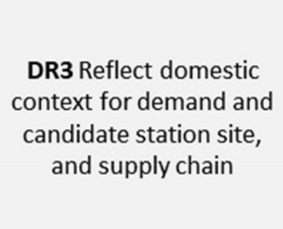 DR3 Reflect domestic
context for demand and
candidate station site,
and supply chain